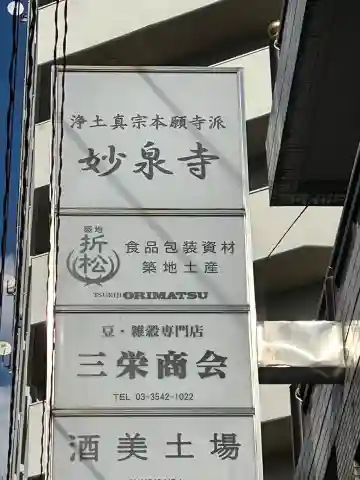 浄土真宗本願寺派
妙泉寺
築地
折松
食品包装資材
築地土産
TSUKIJI ORIMATSU
豆・雑穀専門店
三栄商会
TEL 03-3542-1022
酒美土場